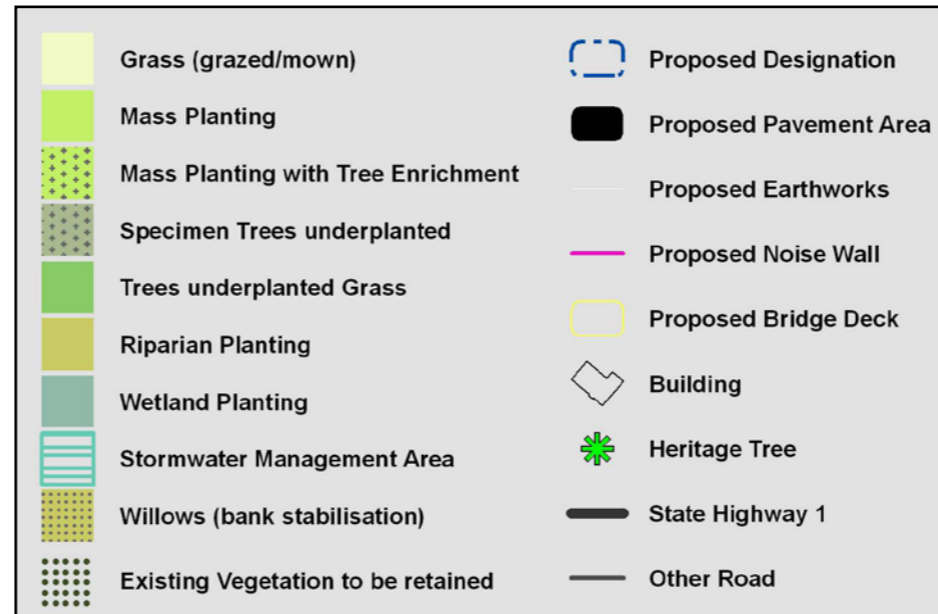 Grass (grazed/mown)
Mass Planting
Mass Planting with Tree Enrichment
Specimen Trees underplanted
Trees underplanted Grass
Riparian Planting
Wetland Planting
Stormwater Management Area
Willows (bank stabilisation)
Existing Vegetation to be retained
Proposed Designation
Proposed Pavement Area
Proposed Earthworks
Proposed Noise Wall
Proposed Bridge Deck
Building
Heritage Tree
State Highway 1
Other Road